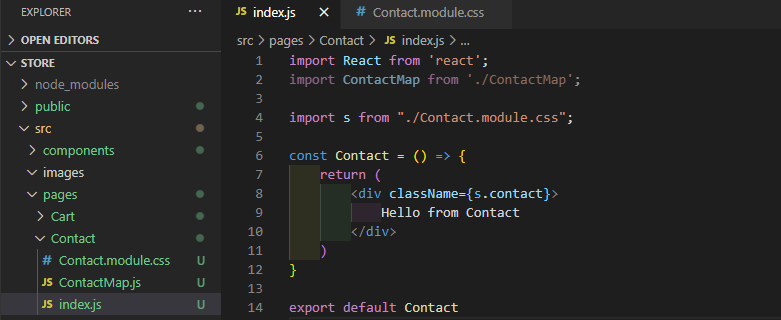 EXPLORER
...
OPEN EDITORS
STORE
node_modules
public
src
components
images
pages
Cart
Contact
# Contact.module.css U
JS ContactMap.js U
JS index.js U
JS index.js ×
# Contact.module.css
src > pages > Contact > JS index.js > ...
1 import React from 'react';
2 import ContactMap from './ContactMap';
3
4 import s from "./Contact.module.css";
5
6 const Contact = () => {
7 return (
8 <div className={s.contact}>
9 Hello from Contact
10 </div>
11 )
12 }
13
14 export default Contact